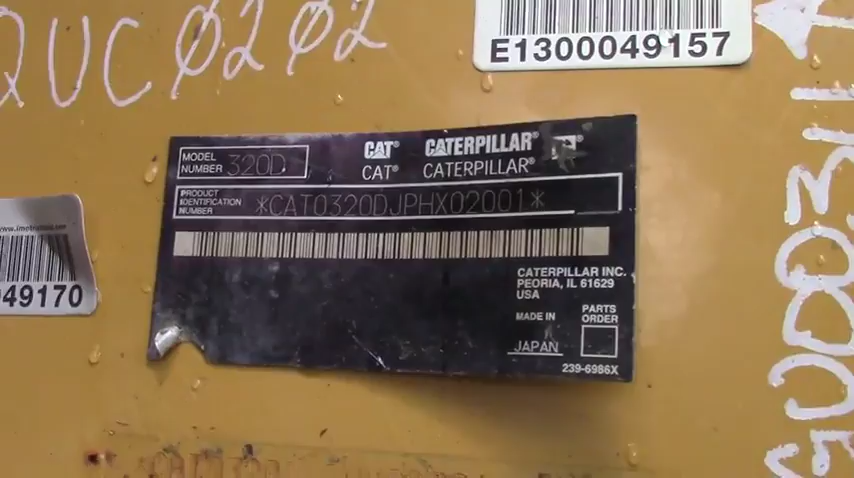 QUC0202
E1300049157
MODEL NUMBER 320D
CAT® CATERPILLAR®
CAT® CATERPILLAR®
PRODUCT IDENTIFICATION NUMBER *CAT0320DJPHX02001*
www.
49170
CATERPILLAR INC.
PEORIA, IL 61629
USA
MADE IN
JAPAN
PARTS ORDER
239-6986X